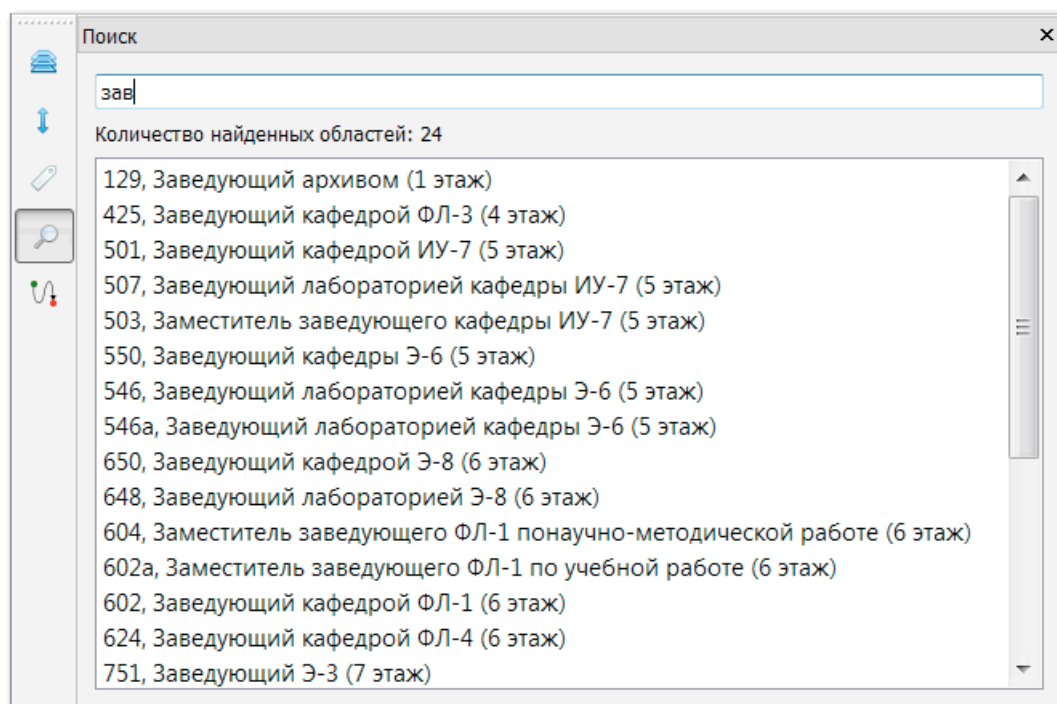 Поиск
зав
Количество найденных областей: 24
129, Заведующий архивом (1 этаж)
425, Заведующий кафедрой ФЛ-3 (4 этаж)
501, Заведующий кафедрой ИУ-7 (5 этаж)
507, Заведующий лабораторией кафедры ИУ-7 (5 этаж)
503, Заместитель заведующего кафедры ИУ-7 (5 этаж)
550, Заведующий кафедры Э-6 (5 этаж)
546, Заведующий лабораторией кафедры Э-6 (5 этаж)
546а, Заведующий лабораторией кафедры Э-6 (5 этаж)
650, Заведующий кафедрой Э-8 (6 этаж)
648, Заведующий лабораторией Э-8 (6 этаж)
604, Заместитель заведующего ФЛ-1 понаучно-методической работе (6 этаж)
602а, Заместитель заведующего ФЛ-1 по учебной работе (6 этаж)
602, Заведующий кафедрой ФЛ-1 (6 этаж)
624, Заведующий кафедрой ФЛ-4 (6 этаж)
751, Заведующий Э-3 (7 этаж)